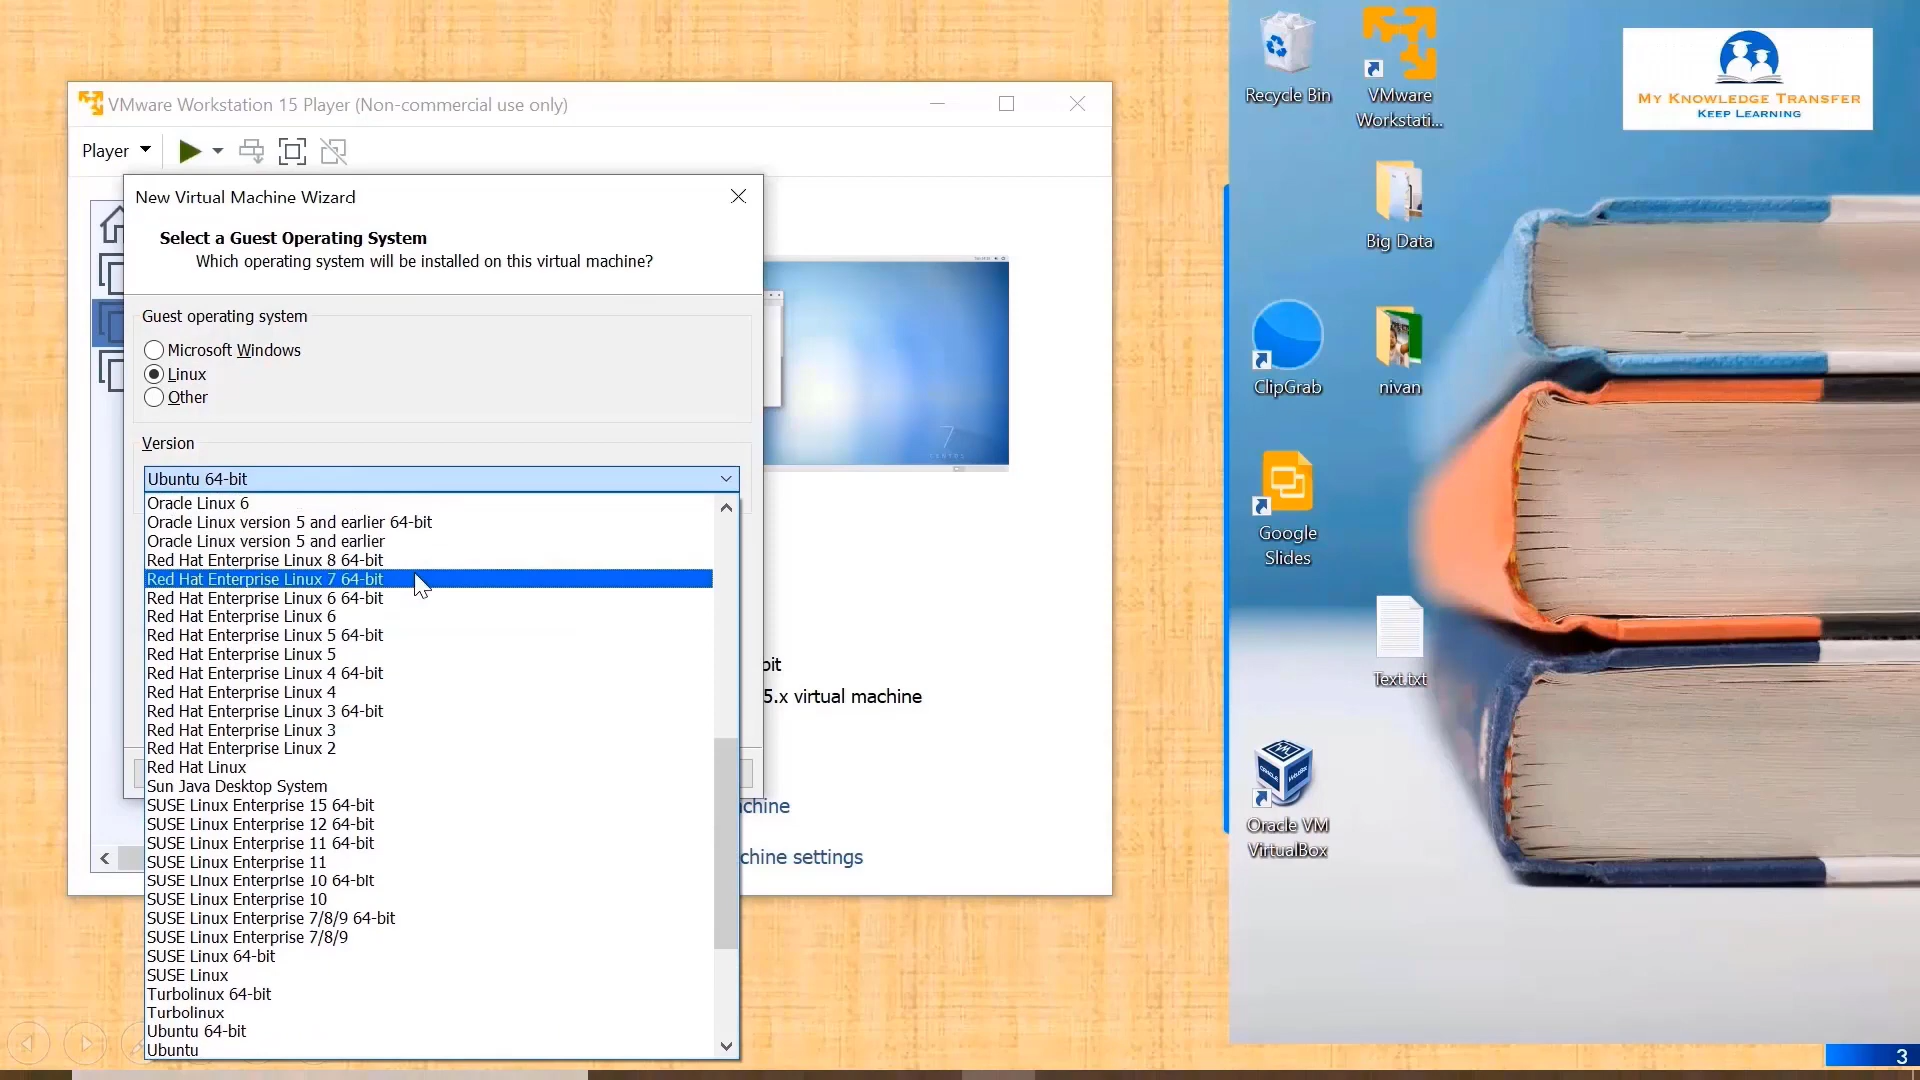 VMware Workstation 15 Player (Non-commercial use only)
Player
New Virtual Machine Wizard
Select a Guest Operating System
Which operating system will be installed on this virtual machine?
Guest operating system
Microsoft Windows
Linux
Other
Version
Ubuntu 64-bit
Oracle Linux 6
Oracle Linux version 5 and earlier 64-bit
Oracle Linux version 5 and earlier
Red Hat Enterprise Linux 8 64-bit
Red Hat Enterprise Linux 7 64-bit
Red Hat Enterprise Linux 6 64-bit
Red Hat Enterprise Linux 6
Red Hat Enterprise Linux 5 64-bit
Red Hat Enterprise Linux 5
Red Hat Enterprise Linux 4 64-bit
Red Hat Enterprise Linux 4
Red Hat Enterprise Linux 3 64-bit
Red Hat Enterprise Linux 3
Red Hat Enterprise Linux 2
Red Hat Linux
Sun Java Desktop System
SUSE Linux Enterprise 15 64-bit
SUSE Linux Enterprise 12 64-bit
SUSE Linux Enterprise 11 64-bit
SUSE Linux Enterprise 11
SUSE Linux Enterprise 10 64-bit
SUSE Linux Enterprise 10
SUSE Linux Enterprise 7/8/9 64-bit
SUSE Linux Enterprise 7/8/9
SUSE Linux 64-bit
SUSE Linux
Turbolinux 64-bit
Turbolinux
Ubuntu 64-bit
Ubuntu
7
CENTOS
bit
5.x virtual machine
achine
chine settings
Recycle Bin
VMware
Workstati...
Big Data
ClipGrab
nivan
Google
Slides
Text.txt
Oracle VM
VirtualBox
MY KNOWLEDGE TRANSFER
KEEP LEARNING
3